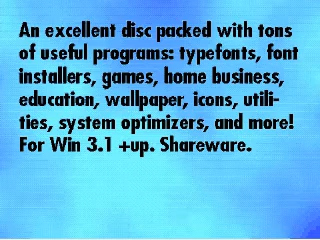 An excellent disc packed with tons
of useful programs: typefonts, font
installers, games, home business,
education, wallpaper, icons, utili-
ties, system optimizers, and more!
For Win 3.1 +up. Shareware.